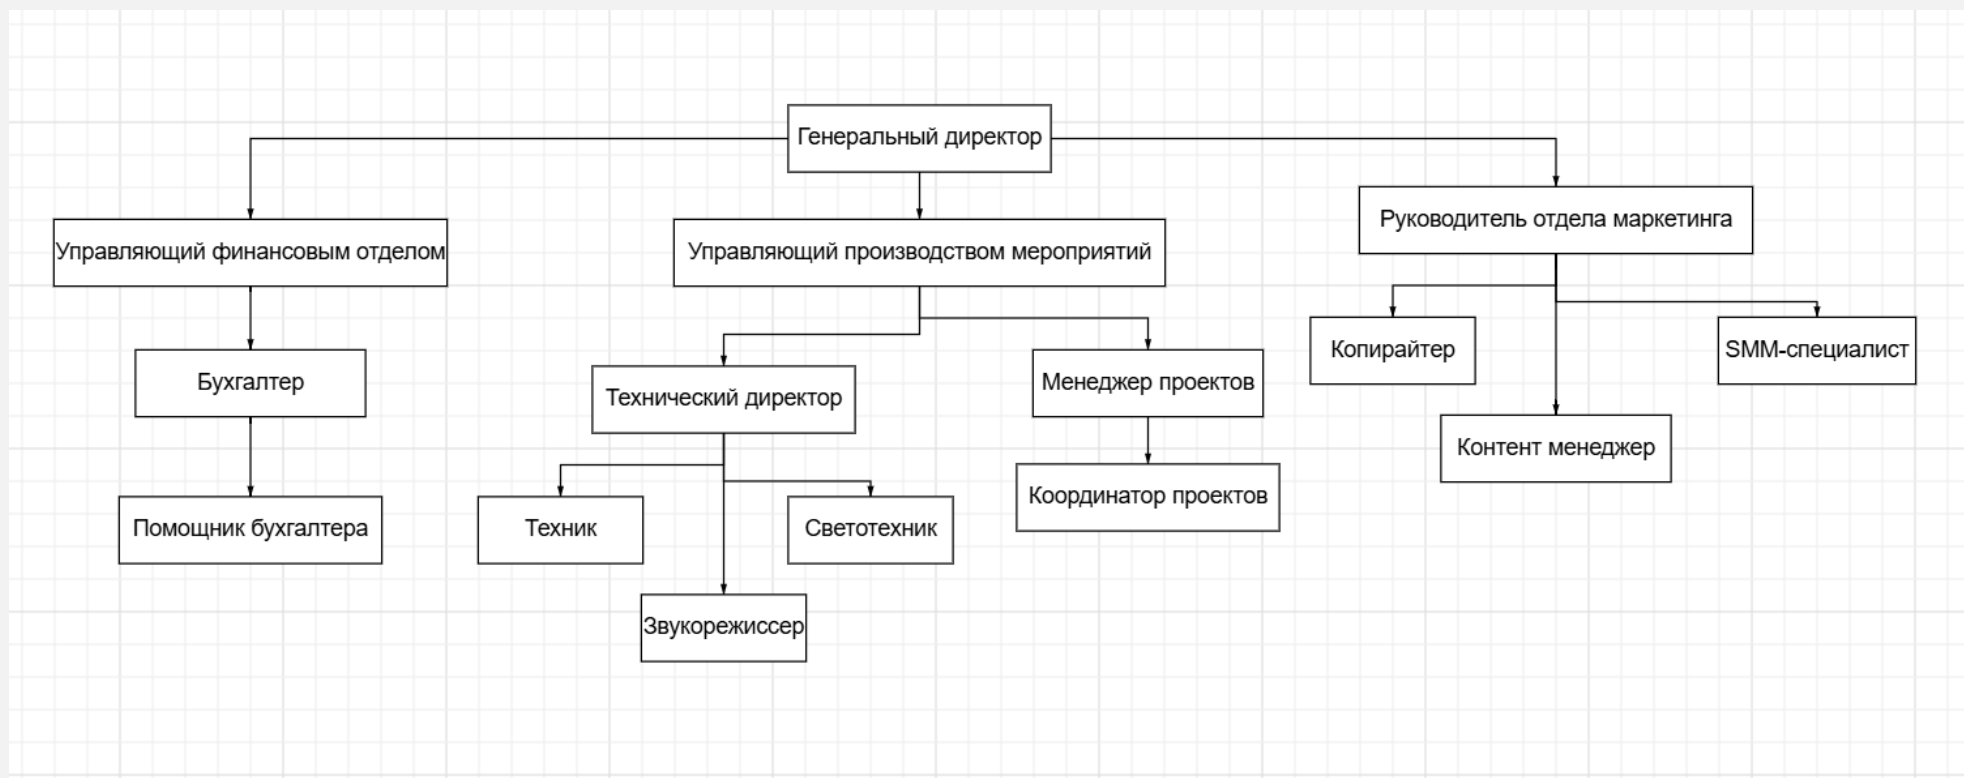 Генеральный директор
Управляющий финансовым отделом
Управляющий производством мероприятий
Руководитель отдела маркетинга
Бухгалтер
Технический директор
Менеджер проектов
Копирайтер
SMM-специалист
Контент менеджер
Помощник бухгалтера
Техник
Светотехник
Координатор проектов
Звукорежиссер